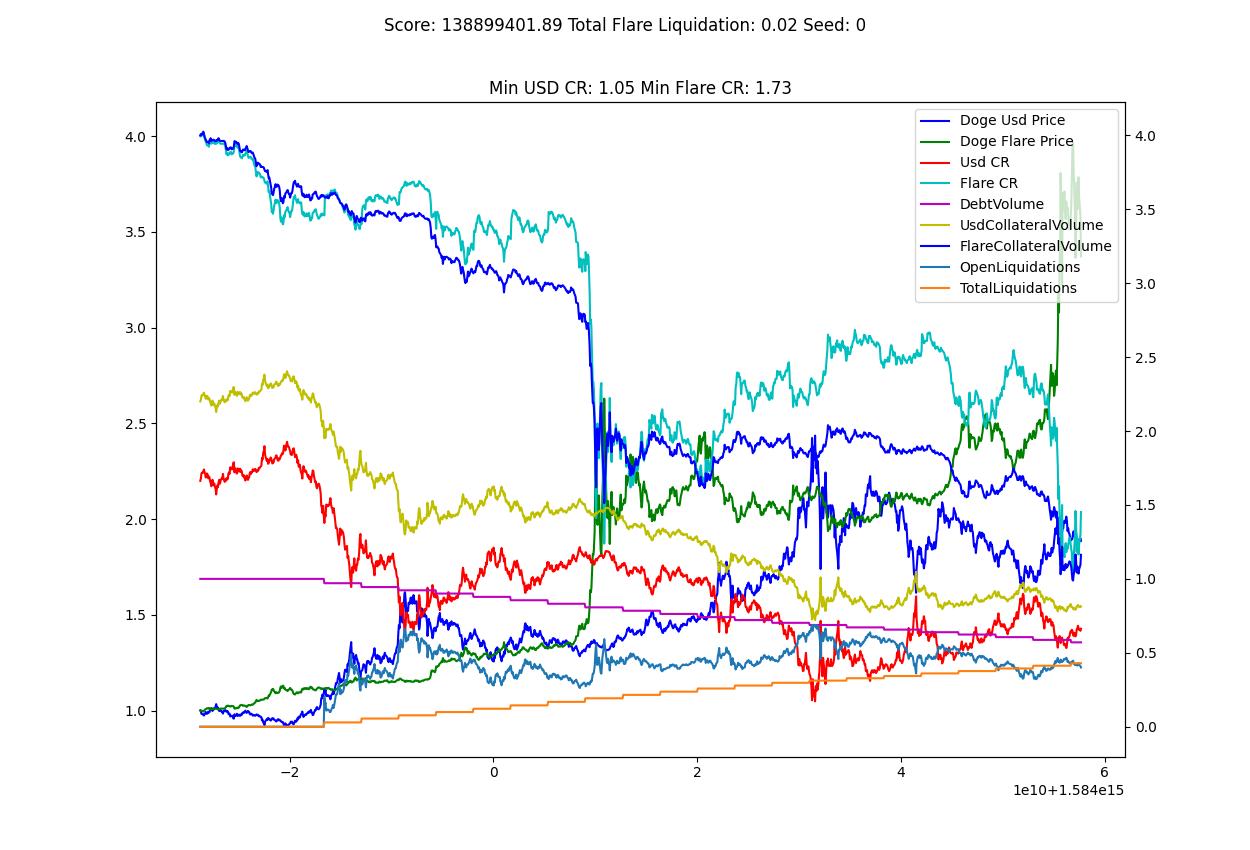 Score: 138899401.89 Total Flare Liquidation: 0.02 Seed: 0
Min USD CR: 1.05 Min Flare CR: 1.73
4.0
3.5
3.0
2.5
2.0
1.5
1.0
Doge Usd Price
Doge Flare Price
Usd CR
Flare CR
DebtVolume
UsdCollateralVolume
FlareCollateralVolume
OpenLiquidations
TotalLiquidations
4.0
3.5
3.0
2.5
2.0
1.5
1.0
0.5
0.0
−2 0 2 4 6
1e10+1.584e15